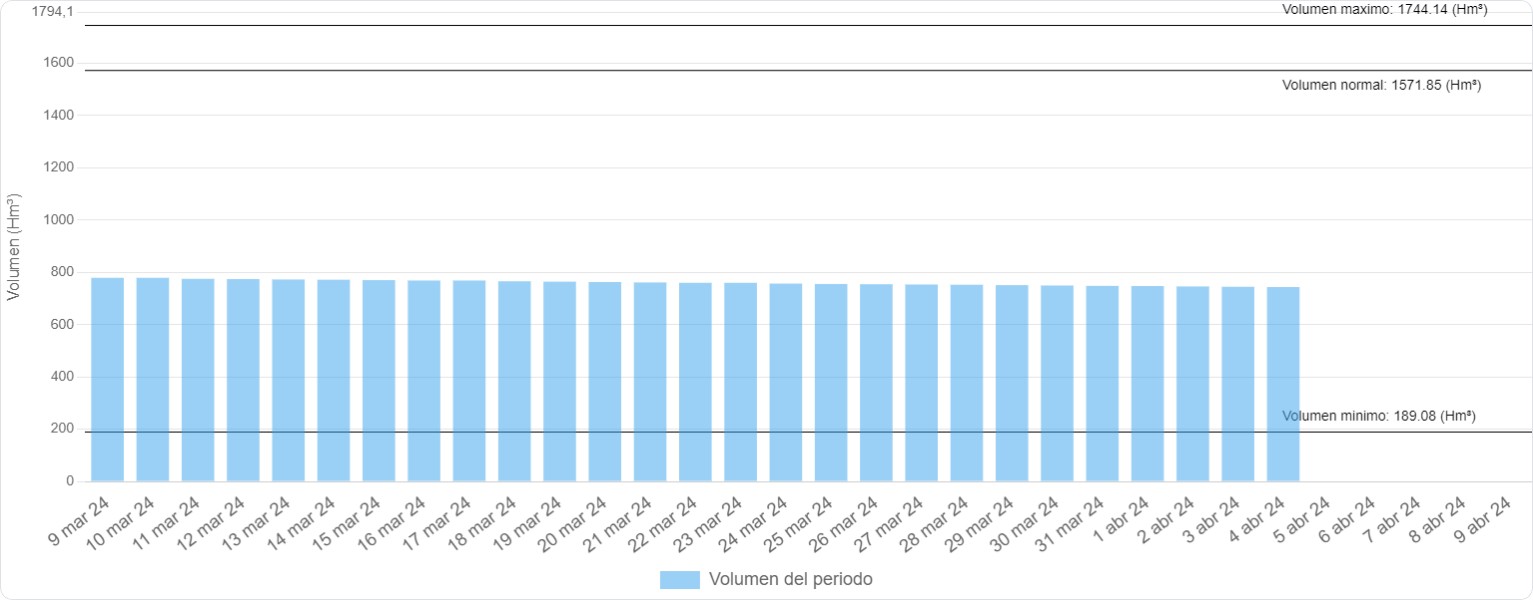 1794,1
Volumen maximo: 1744.14 (Hm³)
1600
Volumen normal: 1571.85 (Hm³)
1400
1200
1000
800
600
400
Volumen minimo: 189.08 (Hm³)
200
0
Volumen (Hm³)
9 mar 24
10 mar 24
11 mar 24
12 mar 24
13 mar 24
14 mar 24
15 mar 24
16 mar 24
17 mar 24
18 mar 24
19 mar 24
20 mar 24
21 mar 24
22 mar 24
23 mar 24
24 mar 24
25 mar 24
26 mar 24
27 mar 24
28 mar 24
29 mar 24
30 mar 24
31 mar 24
1 abr 24
2 abr 24
3 abr 24
4 abr 24
5 abr 24
6 abr 24
7 abr 24
8 abr 24
9 abr 24
Volumen del periodo